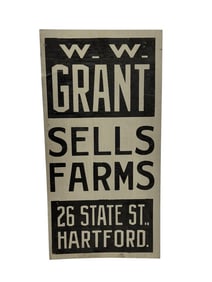 W. W.
GRANT
SELLS
FARMS
26 STATE ST.,
HARTFORD.